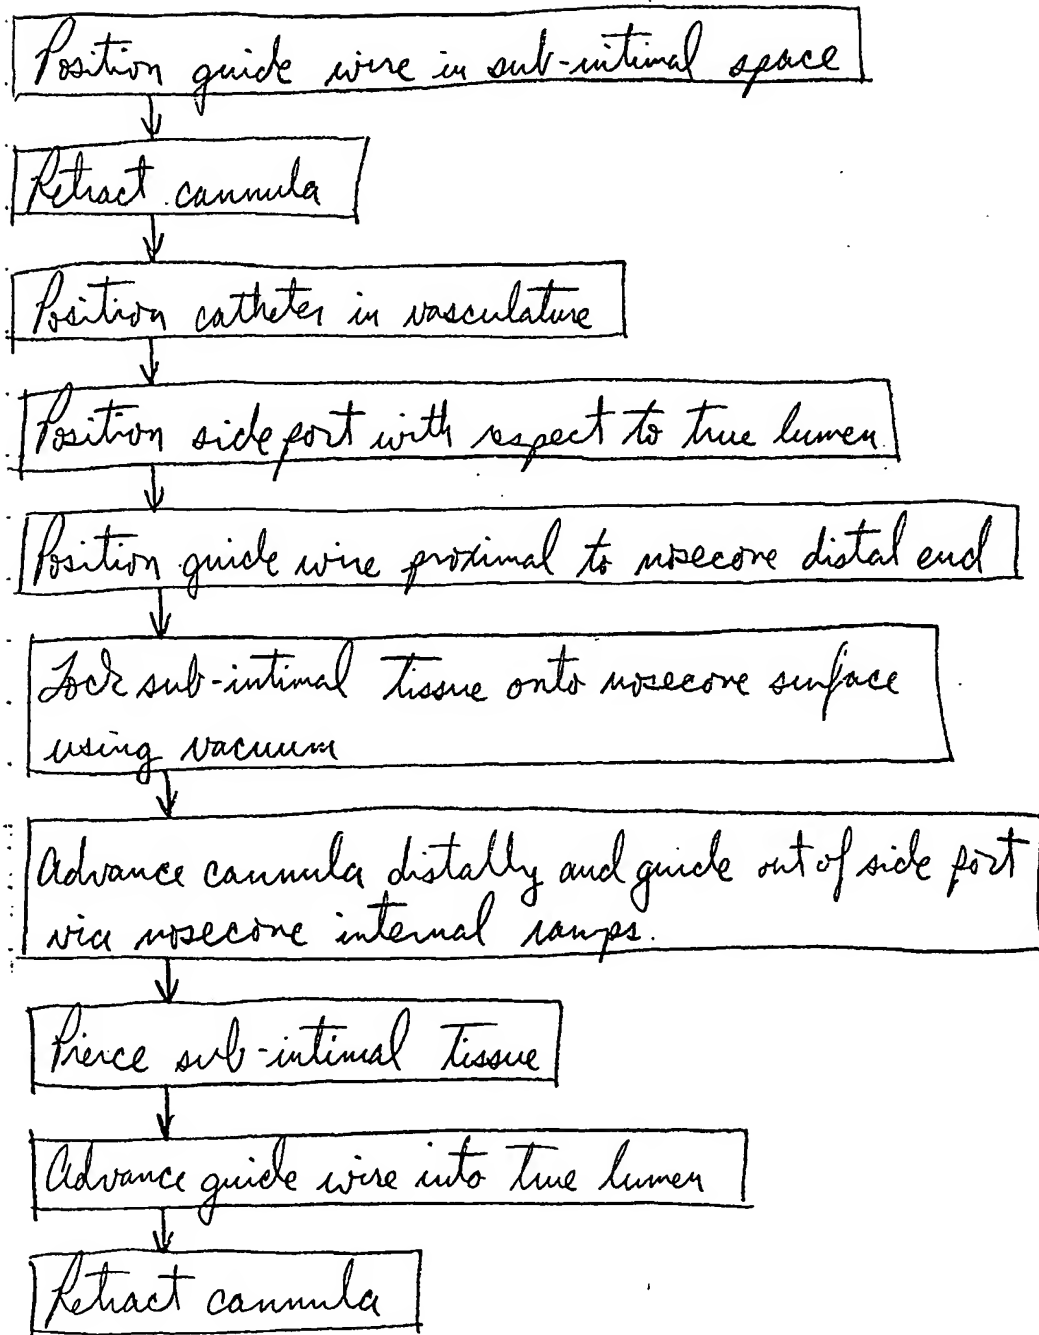 Position guide wire in sub-intimal space
Retract cannula
Position catheter in vasculature
Position side port with respect to true lumen
Position guide wire proximal to nosecone distal end
Lock sub-intimal tissue onto nosecone surface
using vacuum
Advance cannula distally and guide out of side port
via nosecone internal ramps.
Pierce sub-intimal tissue
Advance guide wire into true lumen
Retract cannula